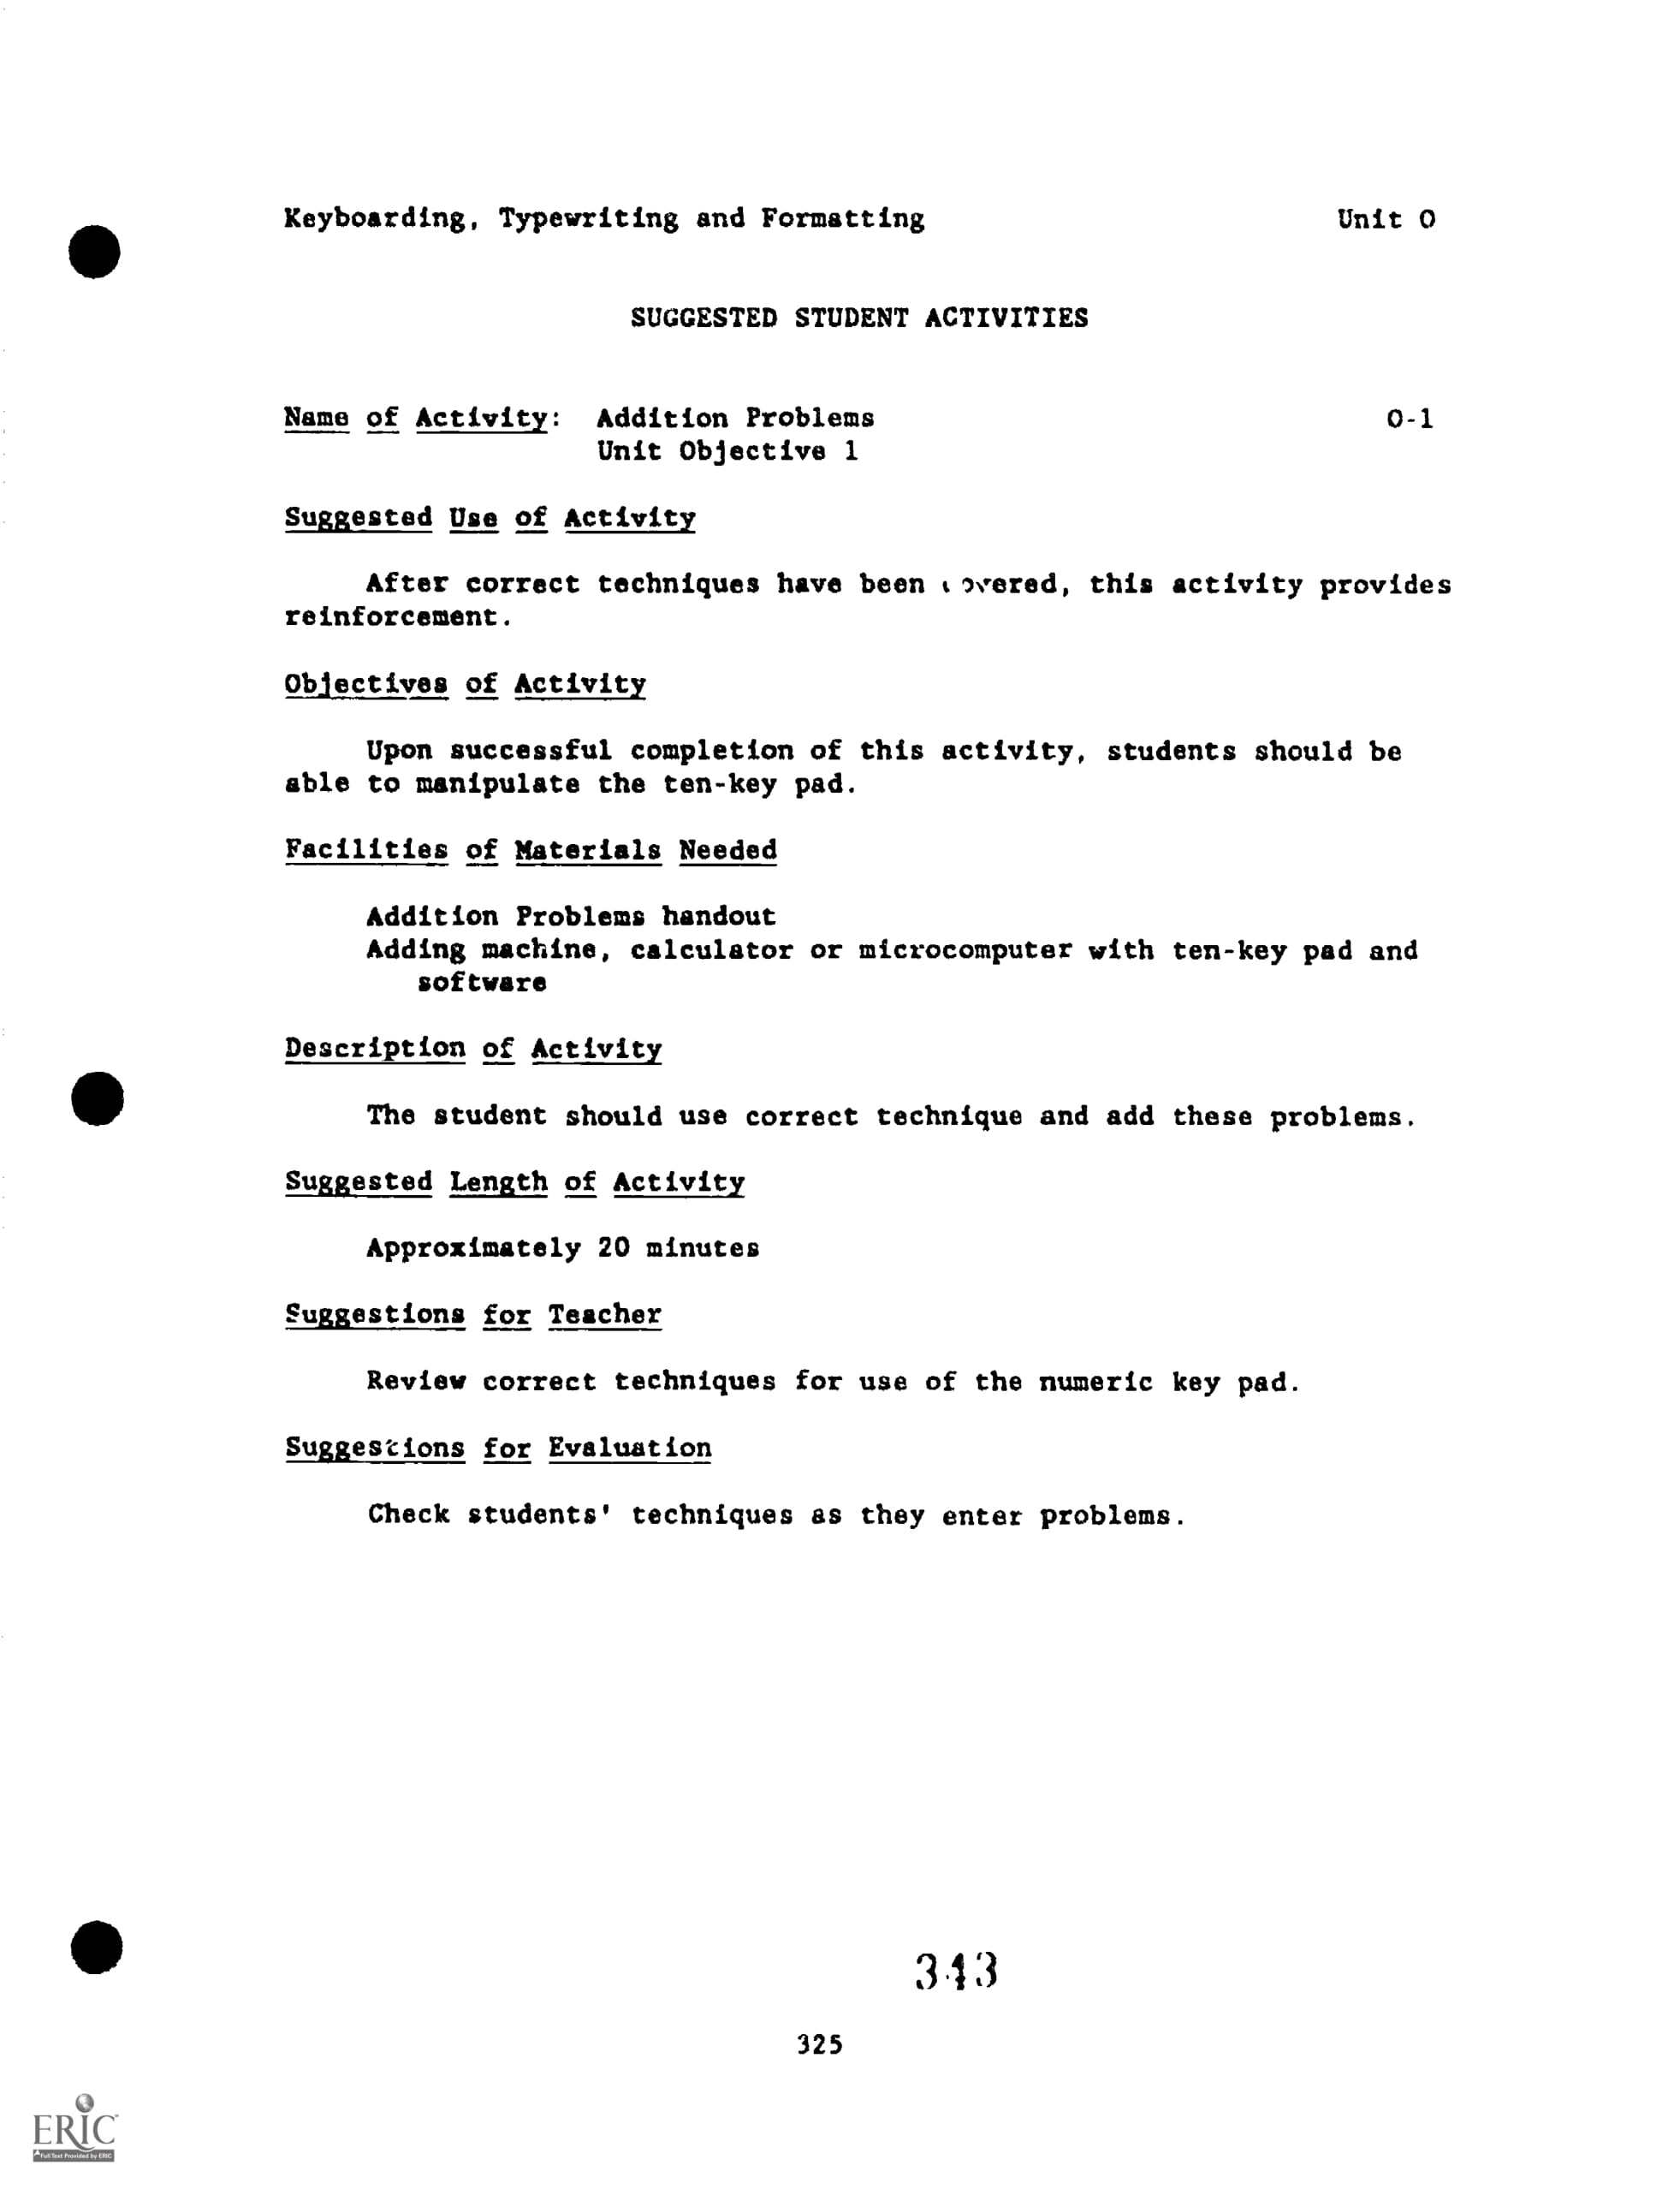 Keyboarding, Typewriting and Formatting Unit O
SUGGESTED STUDENT ACTIVITIES
Name of Activity: Addition Problems O-1
Unit Objective 1
Suggested Use of Activity
After correct techniques have been covered, this activity provides
reinforcement.
Objectives of Activity
Upon successful completion of this activity, students should be
able to manipulate the ten-key pad.
Facilities of Materials Needed
Addition Problems handout
Adding machine, calculator or microcomputer with ten-key pad and
software
Description of Activity
The student should use correct technique and add these problems.
Suggested Length of Activity
Approximately 20 minutes
Suggestions for Teacher
Review correct techniques for use of the numeric key pad.
Suggestions for Evaluation
Check students' techniques as they enter problems.
343
325
ERIC
Full Text Provided by ERIC